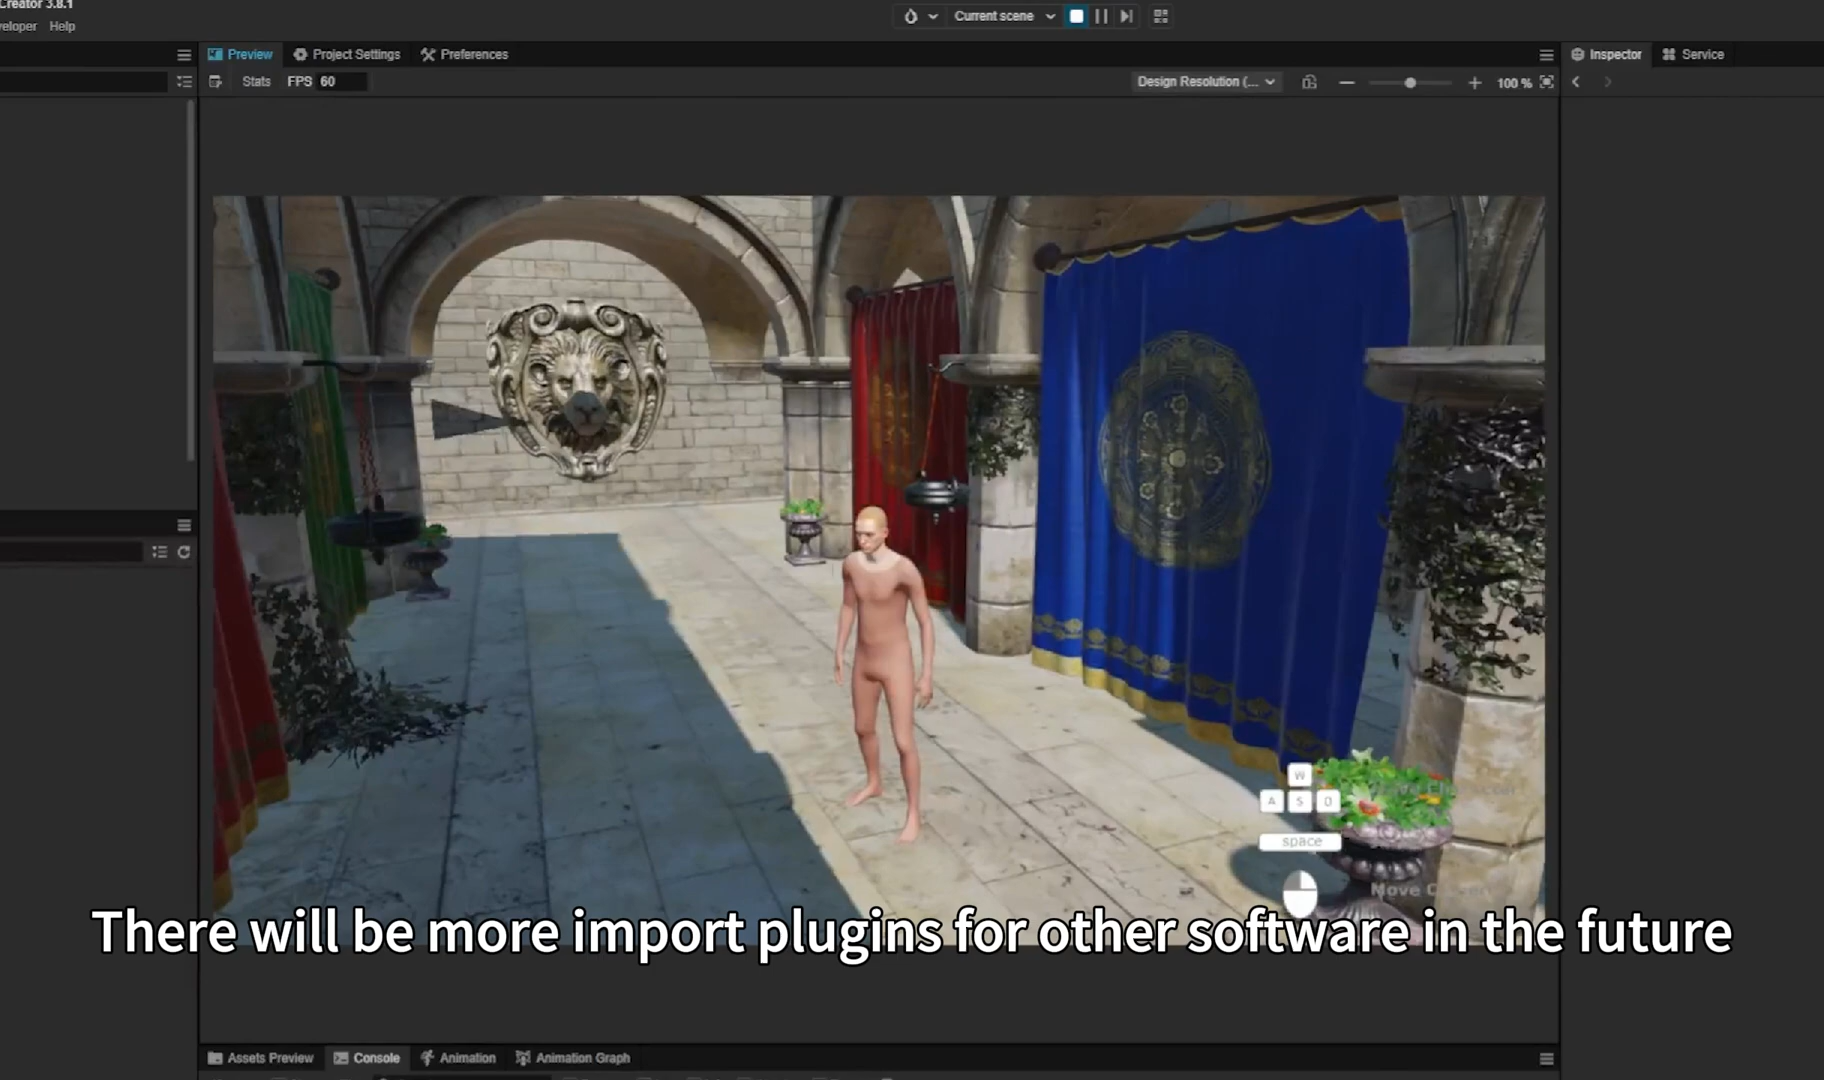 Creator 3.8.1
veloper Help
Current scene
Preview Project Settings Preferences
Inspector Service
Stats FPS 60
Design Resolution (... 100 %
W
A S D
space
There will be more import plugins for other software in the future
Assets Preview Console Animation Animation Graph